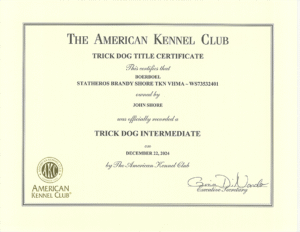 THE AMERICAN KENNEL CLUB
TRICK DOG TITLE CERTIFICATE
This certifies that
BOERBOEL
STATHEROS BRANDY SHORE TKN VHMA – WS73532401
owned by
JOHN SHORE
was officially recorded a
TRICK DOG INTERMEDIATE
on
DECEMBER 22, 2024
by The American Kennel Club
AKC
AMERICAN
KENNEL CLUB
Executive Secretary